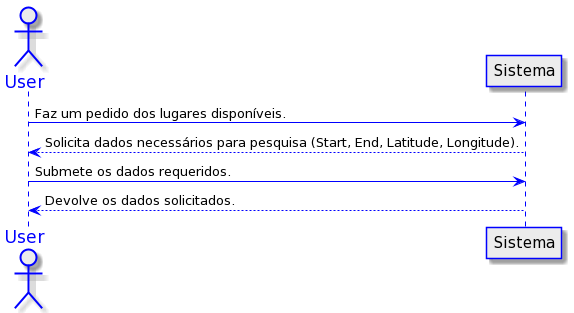 User
Sistema
Faz um pedido dos lugares disponíveis.
Solicita dados necessários para pesquisa (Start, End, Latitude, Longitude).
Submete os dados requeridos.
Devolve os dados solicitados.
User
Sistema